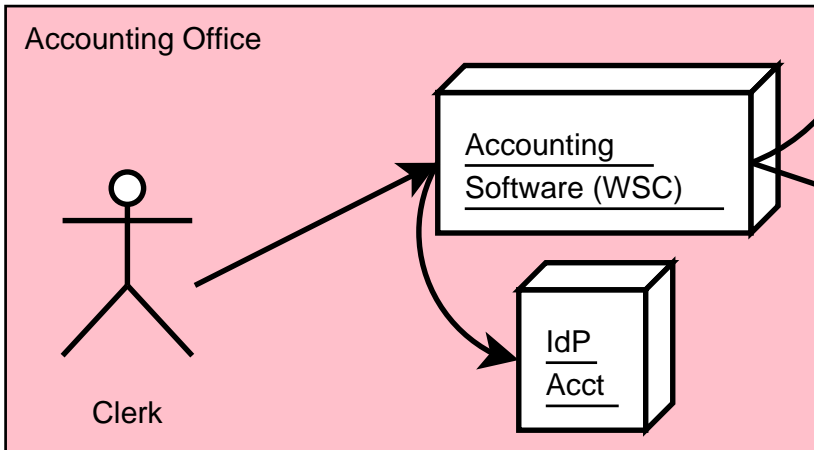 Accounting Office
Accounting
Software (WSC)
IdP
Acct
Clerk